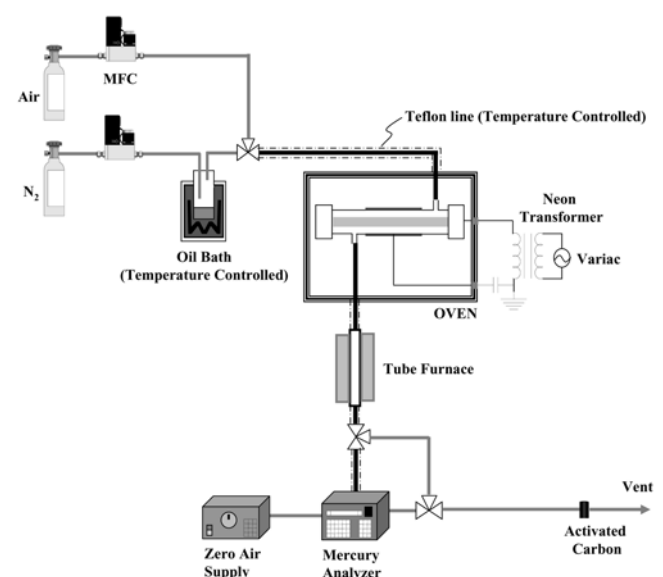 MFC
Air
Teflon line (Temperature Controlled)
N₂
Neon
Transformer
Oil Bath
(Temperature Controlled)
Variac
OVEN
Tube Furnace
Vent
Zero Air
Supply
Mercury
Analyzer
Activated
Carbon